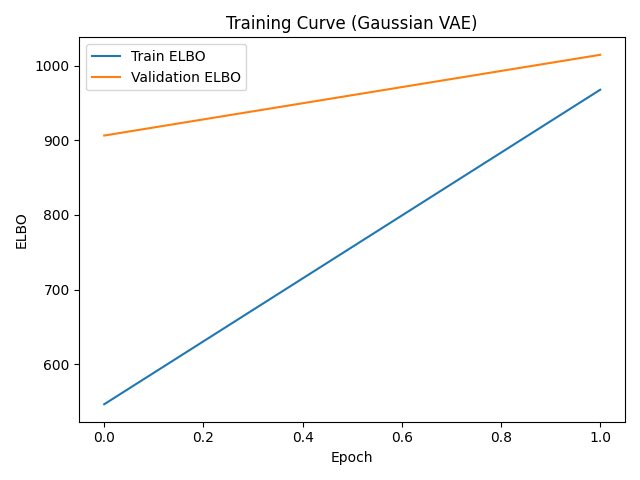 Training Curve (Gaussian VAE)
Train ELBO
Validation ELBO
1000
900
800
700
600
ELBO
0.0 0.2 0.4 0.6 0.8 1.0
Epoch